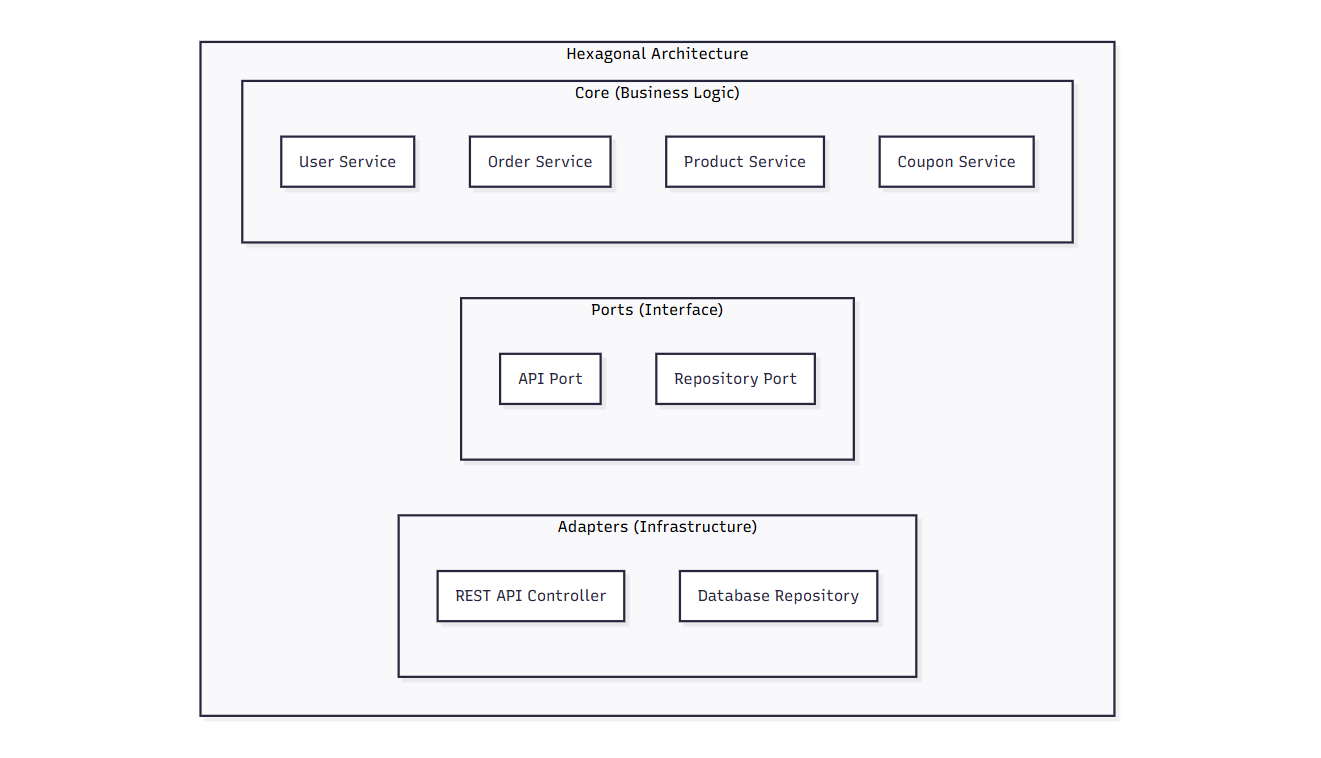 Hexagonal Architecture
Core (Business Logic)
User Service
Order Service
Product Service
Coupon Service
Ports (Interface)
API Port
Repository Port
Adapters (Infrastructure)
REST API Controller
Database Repository